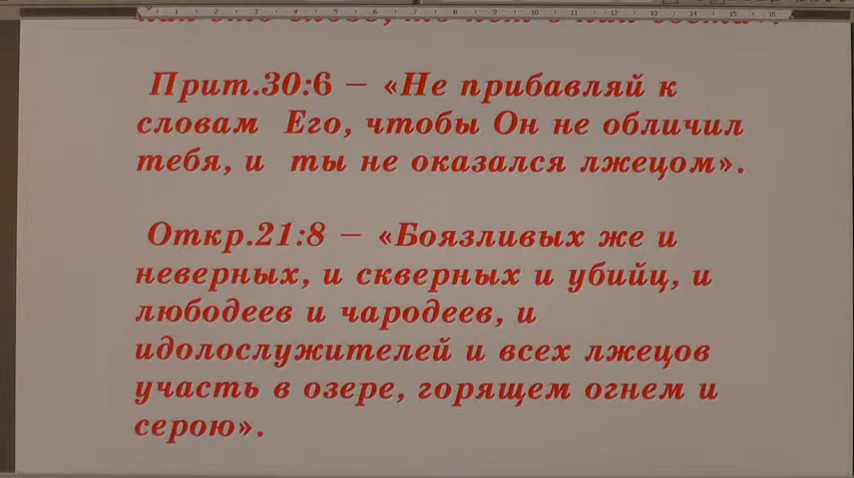 Прит.30:6 – «Не прибавляй к
словам Его, чтобы Он не обличил
тебя, и ты не оказался лжецом».
Откр.21:8 – «Боязливых же и
неверных, и скверных и убийц, и
любодеев и чародеев, и
идолослужителей и всех лжецов
участь в озере, горящем огнем и
серою».